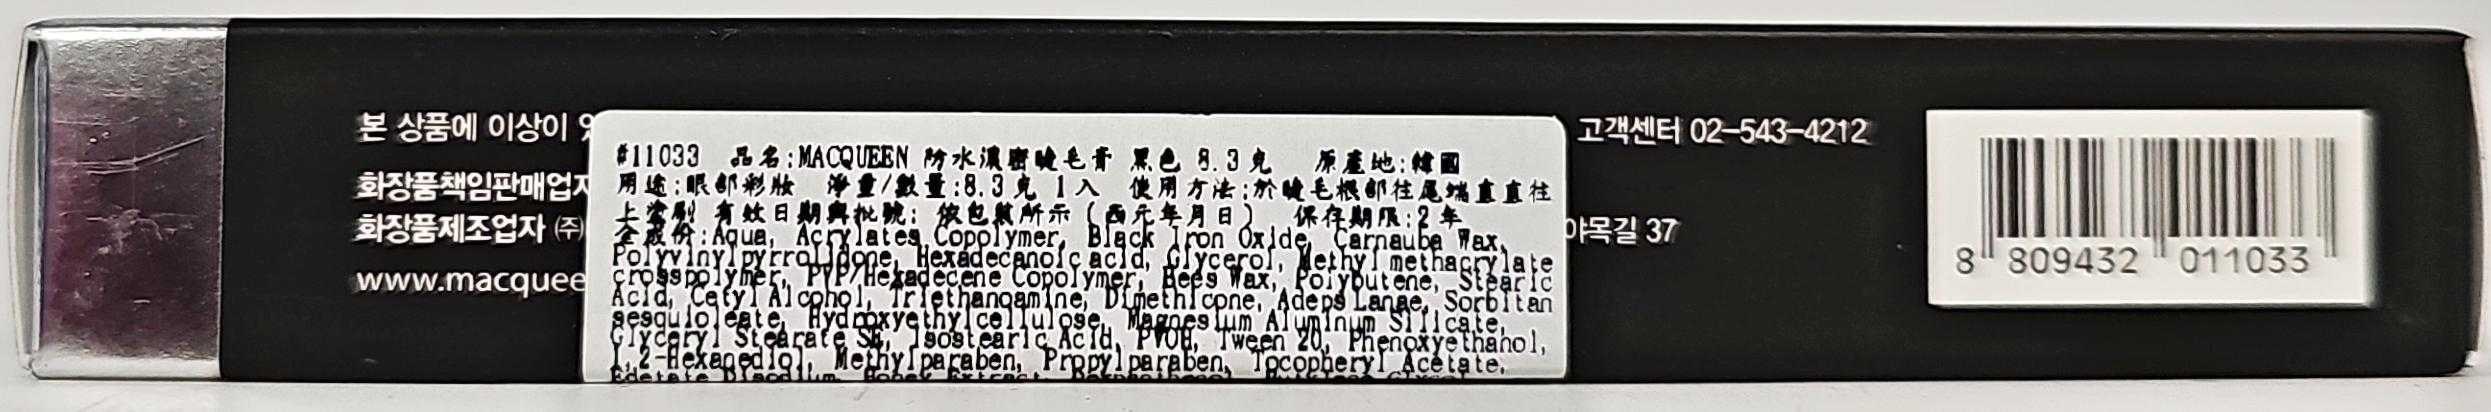 본 상품에 이상이
화장품책임판매업자
화장품제조업자 ㈜
www.macquee
#11033 品名:MACQUEEN 防水濃密睫毛膏 黑色 8.3克 原產地:韓國
用途:眼部彩妝 淨重/數量:8.3克 1入 使用方法:於睫毛根部往尾端直直往
上塗刷 有效日期與批號: 依包裝所示 (西元年月日) 保存期限:2年
全成份:Aqua, Acrylates Copolymer, Black Iron Oxide, Carnauba Wax,
Polyvinylpyrrolidone, Hexadecanoic acid, Glycerol, Methyl methacrylate
crosspolymer, PVP/Hexadecene Copolymer, Bees Wax, Polybutene, Stearic
Acid, Cetyl Alcohol, Triethanoamine, Dimethicone, Adeps Lanae, Sorbitan
sesquioleate, Hydroxyethylcellulose, Magnesium Aluminum Silicate,
Glyceryl Stearate SE, Isostearic Acid, PVOH, Tween 20, Phenoxyethahol,
1,2-Hexanediol, Methylparaben, Propylparaben, Tocopheryl Acetate,
고객센터 02-543-4212
야목길 37
8 809432 011033